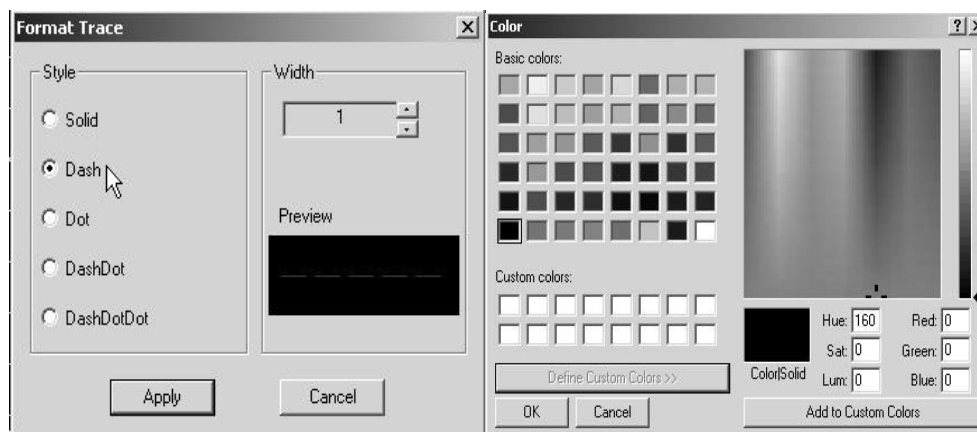 Format Trace
Style
Solid
Dash
Dot
DashDot
DashDotDot
Width
1
Preview
Apply
Cancel
Color
Basic colors:
Custom colors:
Define Custom Colors >>
OK
Cancel
Color|Solid
Hue: 160
Sat: 0
Lum: 0
Red: 0
Green: 0
Blue: 0
Add to Custom Colors